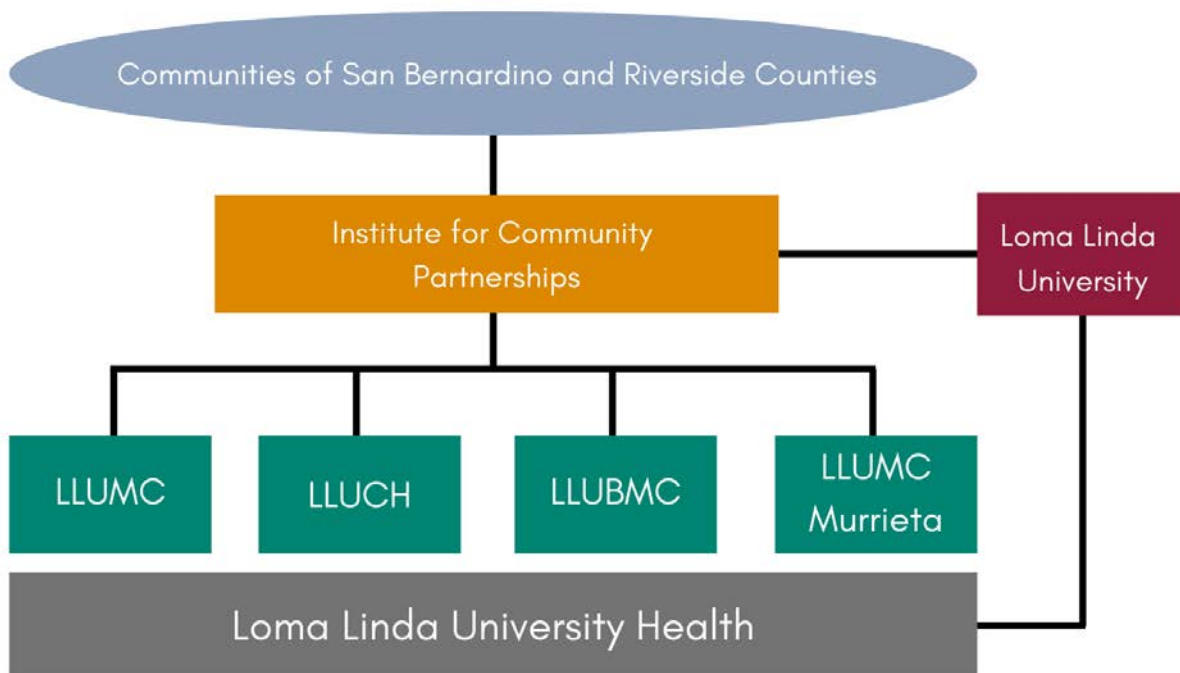 Communities of San Bernardino and Riverside Counties
Institute for Community
Partnerships
Loma Linda
University
LLUMC
LLUCH
LLUBMC
LLUMC
Murrieta
Loma Linda University Health